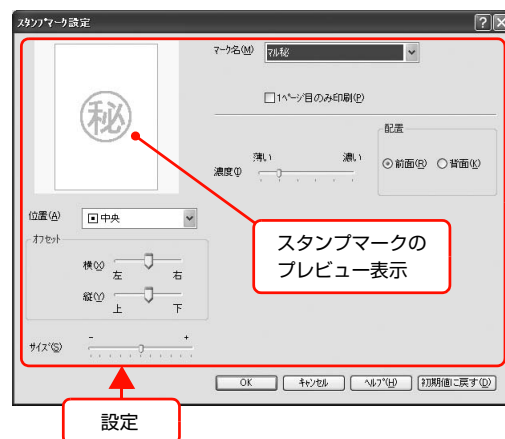 スタンプマーク設定
マーク名(M) マル秘
秘
1ページ目のみ印刷(P)
配置
薄い 濃い
濃度(I)
前面(R) 背面(K)
位置(A) 中央
スタンプマークの
プレビュー表示
オフセット
横(X)
左 右
縦(Y)
上 下
サイズ(S) - +
OK キャンセル ヘルプ(H) 初期値に戻す(D)
設定